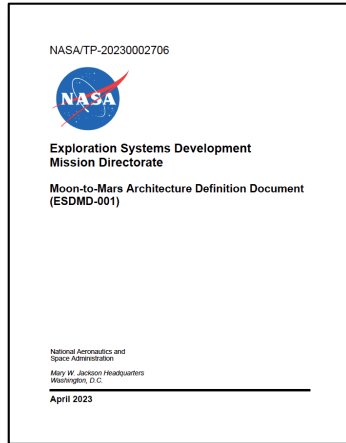 NASA/TP-20230002706
NASA
Exploration Systems Development
Mission Directorate
Moon-to-Mars Architecture Definition Document
(ESDMD-001)
National Aeronautics and
Space Administration
Mary W. Jackson Headquarters
Washington, D.C.
April 2023